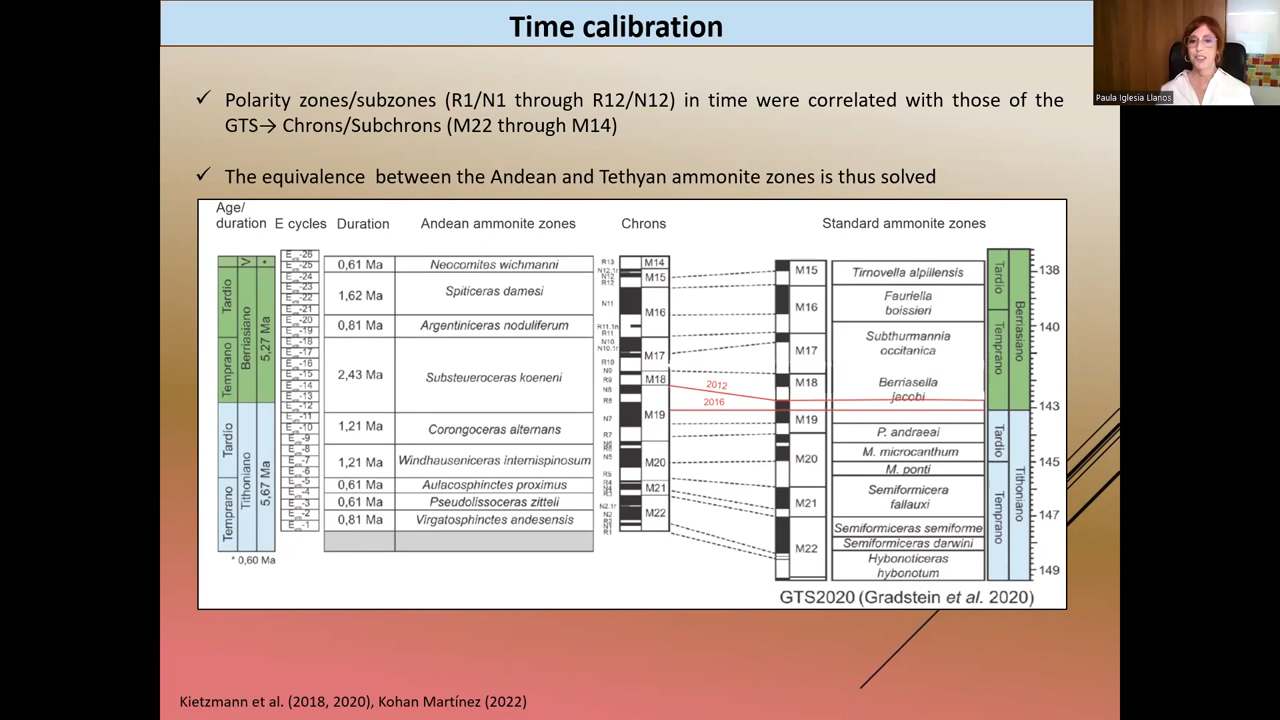 Time calibration
Paula Iglesia Llanos
✓ Polarity zones/subzones (R1/N1 through R12/N12) in time were correlated with those of the
GTS→ Chrons/Subchrons (M22 through M14)
✓ The equivalence between the Andean and Tethyan ammonite zones is thus solved
Age/
duration
E cycles
Duration
Andean ammonite zones
Chrons
Standard ammonite zones
Tardío
Temprano
Berriasiano
V
*
5,27 Ma
Tardío
Temprano
Tithoniano
5,67 Ma
* 0,60 Ma
E -26
E -25
E -24
E -23
E -22
E -21
E -20
E -19
E -18
E -17
E -16
E -15
E -14
E -13
E -12
E -11
E -10
E -9
E -8
E -7
E -6
E -5
E -4
E -3
E -2
E -1
0,61 Ma Neocomites wichmanni
1,62 Ma Spiticeras damesi
0,81 Ma Argentiniceras noduliferum
2,43 Ma Substeueroceras koeneni
1,21 Ma Corongoceras alternans
1,21 Ma Windhauseniceras internispinosum
0,61 Ma Aulacosphinctes proximus
0,61 Ma Pseudolissoceras zitteli
0,81 Ma Virgatosphinctes andesensis
R13
N12.1r
N12
R12
N11
R11.1n
R11
N10
N10.1r
R10
N9
R9
N8
R8
N7
R7
N5
R5
R4
N2.1r
N2
R2
N1
R1
M14
M15
M16
M17
M18
M19
M20
M21
M22
2012
2016
M15
M16
M17
M18
M19
M20
M21
M22
Tirnovella alpillensis
Fauriella
boissieri
Subthurmannia
occitanica
Berriasella
jacobi
P. andraeai
M. microcanthum
M. ponti
Semiformicera
fallauxi
Semiformiceras semiforme
Semiformiceras darwini
Hybonoticeras
hybonotum
Tardío
Temprano
Berriasiano
Tardío
Temprano
Tithoniano
138
140
143
145
147
149
GTS2020 (Gradstein et al. 2020)
Kietzmann et al. (2018, 2020), Kohan Martínez (2022)